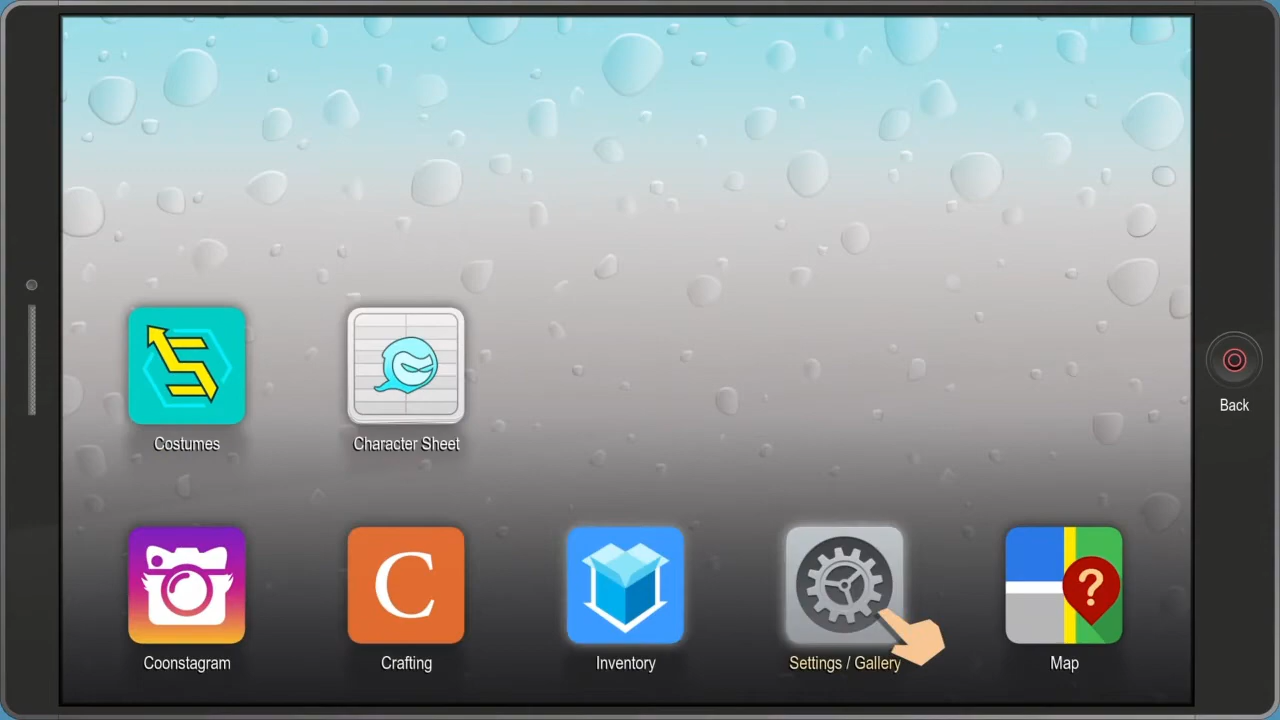 Back
Costumes
Character Sheet
C
Coonstagram
Crafting
Inventory
Settings / Gallery
?
Map